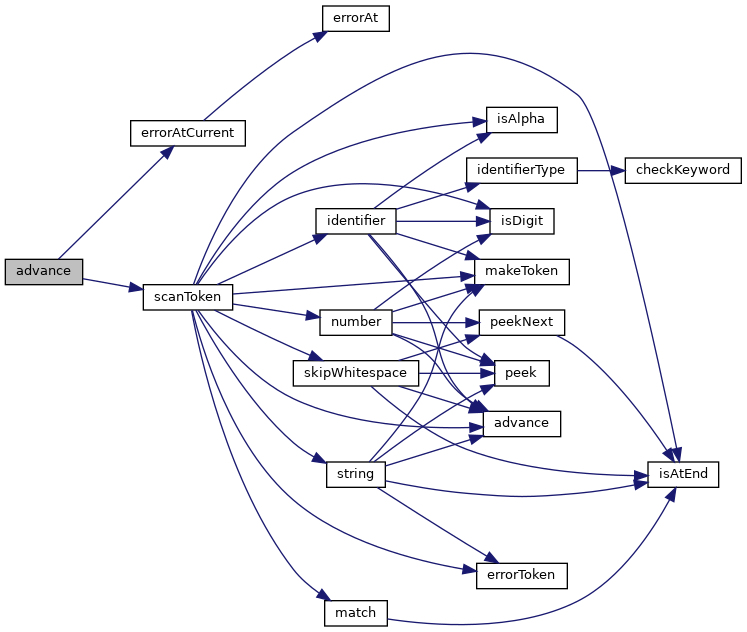 errorAt
isAlpha
errorAtCurrent
identifierType
checkKeyword
identifier
isDigit
advance
makeToken
scanToken
number
peekNext
skipWhitespace
peek
advance
string
isAtEnd
errorToken
match